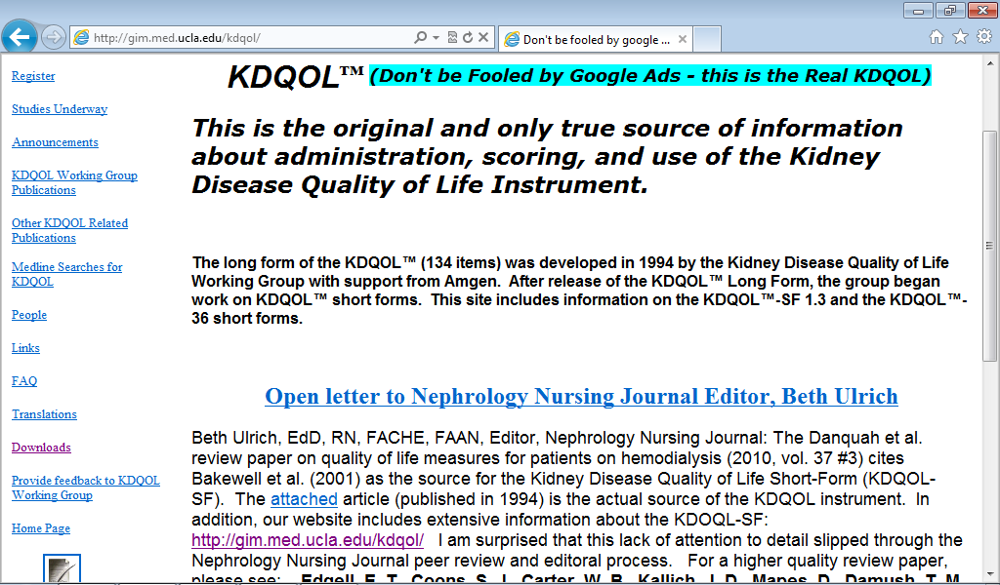 http://gim.med.ucla.edu/kdqol/
Don't be fooled by google ...
Register
Studies Underway
Announcements
KDQOL Working Group
Publications
Other KDQOL Related
Publications
Medline Searches for
KDQOL
People
Links
FAQ
Translations
Downloads
Provide feedback to KDQOL
Working Group
Home Page
KDQOL™ (Don't be Fooled by Google Ads - this is the Real KDQOL)
This is the original and only true source of information
about administration, scoring, and use of the Kidney
Disease Quality of Life Instrument.
The long form of the KDQOL™ (134 items) was developed in 1994 by the Kidney Disease Quality of Life
Working Group with support from Amgen.  After release of the KDQOL™ Long Form, the group began
work on KDQOL™ short forms.  This site includes information on the KDQOL™-SF 1.3 and the KDQOL™-
36 short forms.
Open letter to Nephrology Nursing Journal Editor, Beth Ulrich
Beth Ulrich, EdD, RN, FACHE, FAAN, Editor, Nephrology Nursing Journal: The Danquah et al.
review paper on quality of life measures for patients on hemodialysis (2010, vol. 37 #3) cites
Bakewell et al. (2001) as the source for the Kidney Disease Quality of Life Short-Form (KDQOL-
SF).  The attached article (published in 1994) is the actual source of the KDQOL instrument.  In
addition, our website includes extensive information about the KDOQL-SF:
http://gim.med.ucla.edu/kdqol/   I am surprised that this lack of attention to detail slipped through the
Nephrology Nursing Journal peer review and editoral process.   For a higher quality review paper,
please see:   Edgell, E. T., Coons, S. J., Carter, W. B., Kallich, J. D., Mapes, D., Damush, T. M.